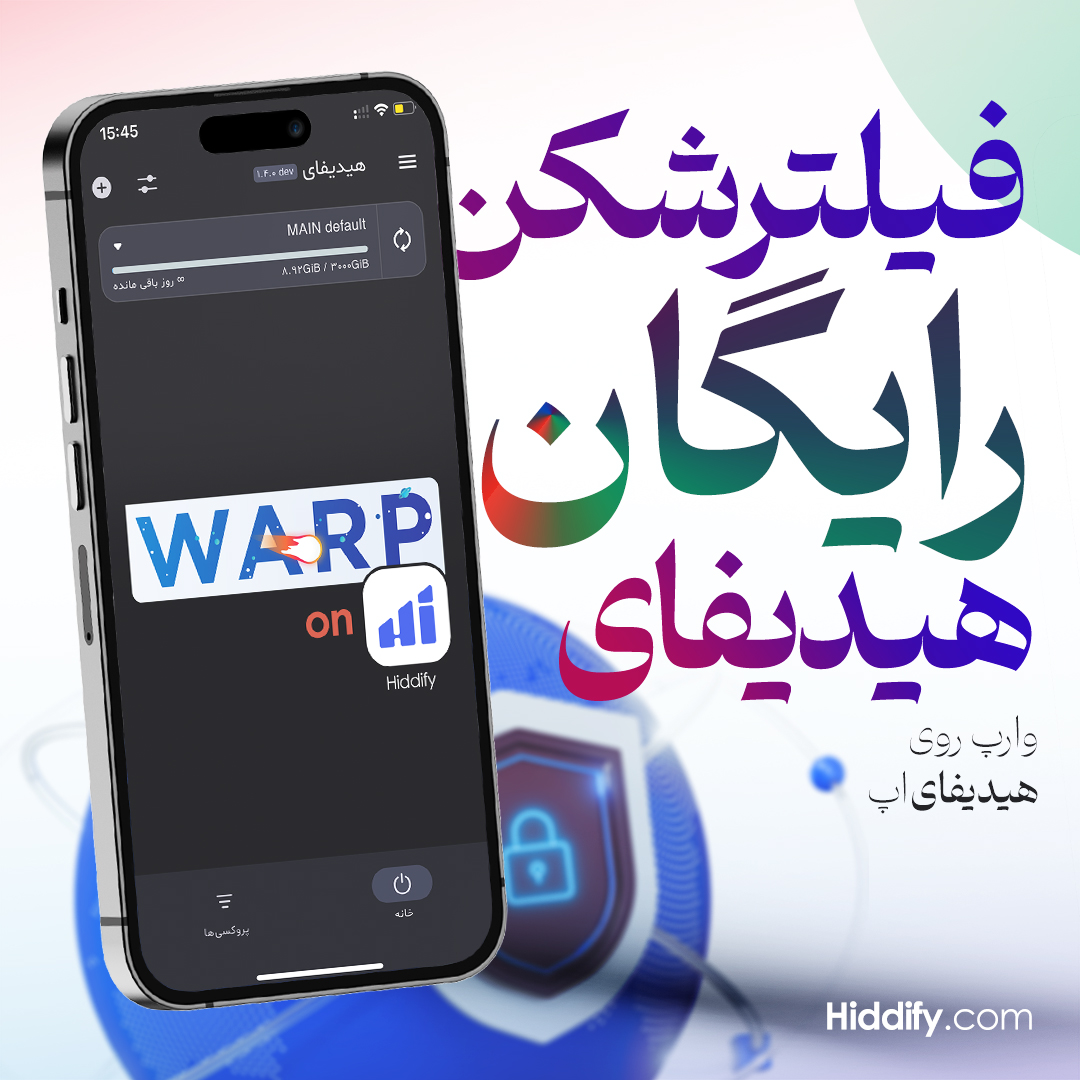 فیلترشکن
رایگان
هیدیفای
وارپ روی
هیدیفای‌اپ
15:45
هیدیفای ۱.۴.۰ dev
MAIN default
۸.۹۲GiB / ۳۰۰۰GiB
∞ روز باقی مانده
WARP
on
Hi
Hiddify
خانه
پروکسی‌ها
Hiddify.com